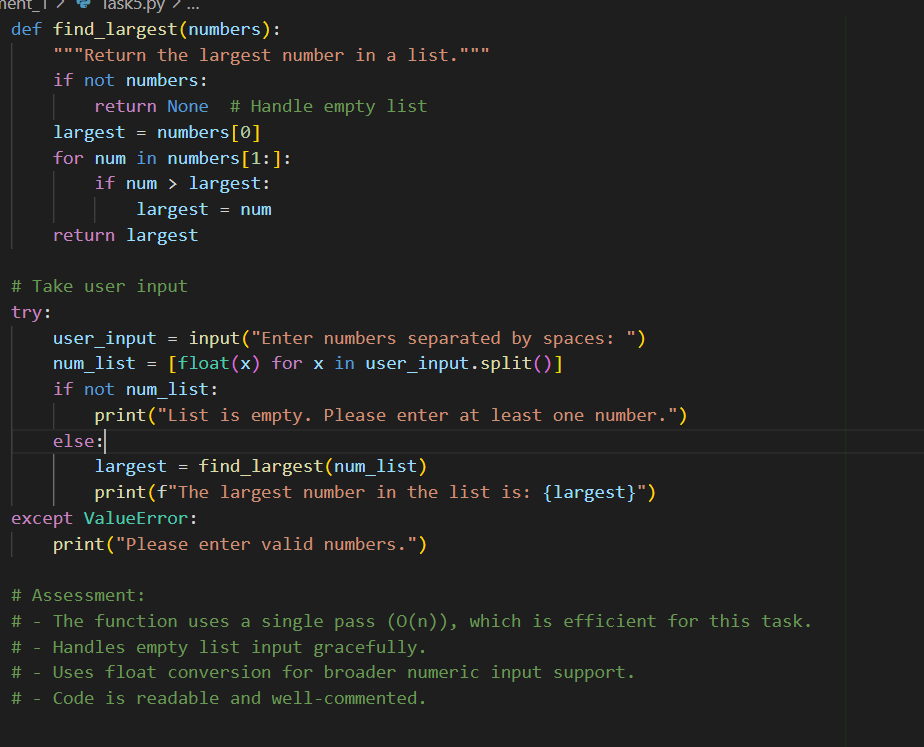 ment_1 > Task5.py > ...
def find_largest(numbers):
    """Return the largest number in a list."""
    if not numbers:
        return None  # Handle empty list
    largest = numbers[0]
    for num in numbers[1:]:
        if num > largest:
            largest = num
    return largest

# Take user input
try:
    user_input = input("Enter numbers separated by spaces: ")
    num_list = [float(x) for x in user_input.split()]
    if not num_list:
        print("List is empty. Please enter at least one number.")
    else:
        largest = find_largest(num_list)
        print(f"The largest number in the list is: {largest}")
except ValueError:
    print("Please enter valid numbers.")

# Assessment:
# - The function uses a single pass (O(n)), which is efficient for this task.
# - Handles empty list input gracefully.
# - Uses float conversion for broader numeric input support.
# - Code is readable and well-commented.